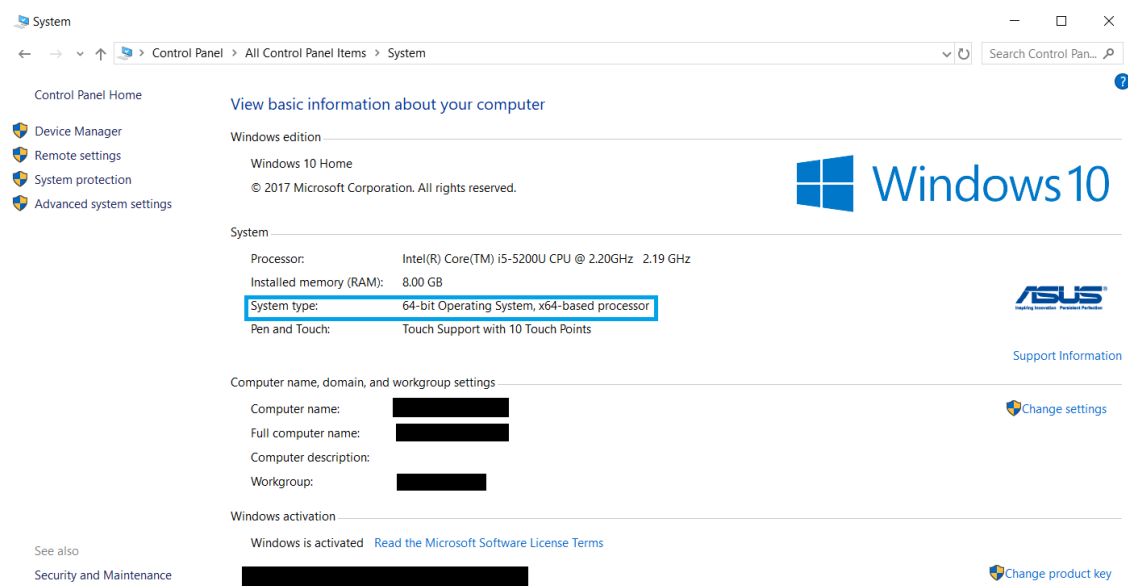 System
Control Panel > All Control Panel Items > System
Search Control Pan...
?
Control Panel Home
Device Manager
Remote settings
System protection
Advanced system settings
View basic information about your computer
Windows edition
Windows 10 Home
© 2017 Microsoft Corporation. All rights reserved.
Windows 10
System
Processor: Intel(R) Core(TM) i5-5200U CPU @ 2.20GHz 2.19 GHz
Installed memory (RAM): 8.00 GB
System type: 64-bit Operating System, x64-based processor
Pen and Touch: Touch Support with 10 Touch Points
ASUS
Inspiring Innovation Persistent Perfection
Support Information
Computer name, domain, and workgroup settings
Computer name:
Change settings
Full computer name:
Computer description:
Workgroup:
Windows activation
Windows is activated Read the Microsoft Software License Terms
Change product key
See also
Security and Maintenance